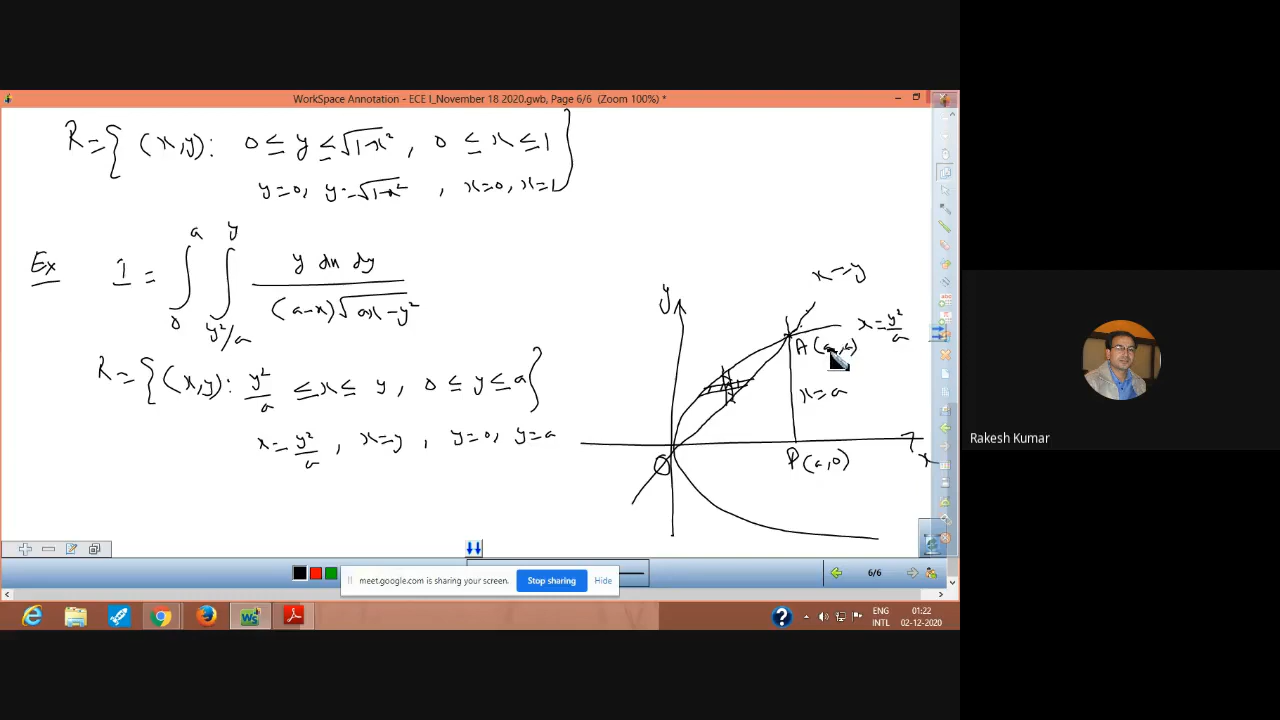 WorkSpace Annotation - ECE I_November 18 2020.gwb, Page 6/6 (Zoom 100%) *
R={ (x,y): 0 ≤ y ≤ √1-x² , 0 ≤ x ≤ 1 }
y=0, y=√1-x² , x=0, x=1
Ex I = ∫₀ᵃ ∫_{y²/a}^{y} y dx dy / (a-x)√ax-y²
R={ (x,y): y²/a ≤ x ≤ y , 0 ≤ y ≤ a }
x = y²/a , x=y , y=0, y=a
y
x=y
x = y²/a
A (a,a)
x=a
O
P(a,0)
x
Rakesh Kumar
meet.google.com is sharing your screen. Stop sharing Hide
6/6
ENG
INTL
01:22
02-12-2020